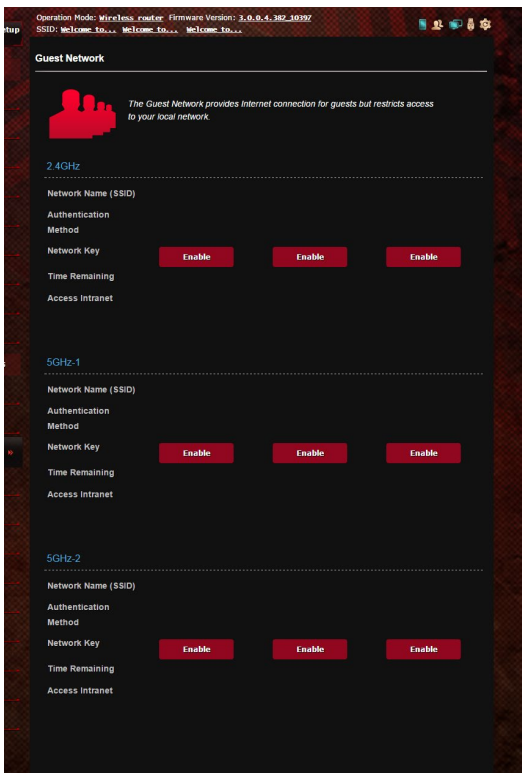 Operation Mode: Wireless router Firmware Version: 3.0.0.4.382_10397
etup
SSID: Welcome to... Welcome to... Welcome to...
Guest Network
The Guest Network provides Internet connection for guests but restricts access
to your local network.
2.4GHz
Network Name (SSID)
Authentication
Method
Network Key
Enable Enable Enable
Time Remaining
Access Intranet
5GHz-1
s
Network Name (SSID)
Authentication
Method
Network Key
Enable Enable Enable
Time Remaining
Access Intranet
5GHz-2
Network Name (SSID)
Authentication
Method
Network Key
Enable Enable Enable
Time Remaining
Access Intranet